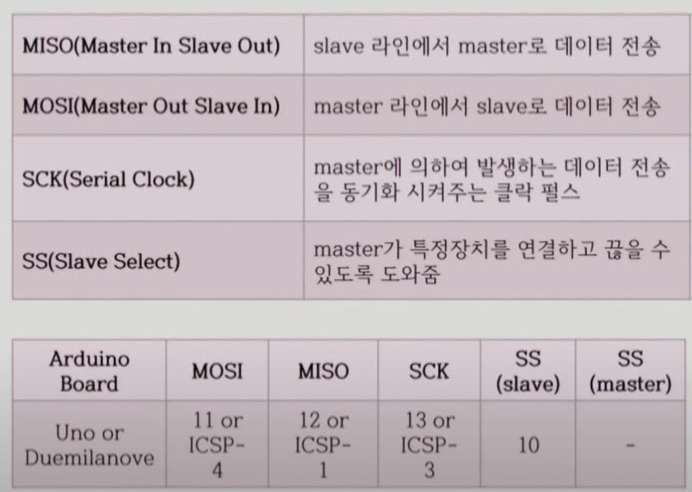 MISO(Master In Slave Out)
slave 라인에서 master로 데이터 전송
MOSI(Master Out Slave In)
master 라인에서 slave로 데이터 전송
SCK(Serial Clock)
master에 의하여 발생하는 데이터 전송
을 동기화 시켜주는 클락 펄스
SS(Slave Select)
master가 특정장치를 연결하고 끊을 수
있도록 도와줌
Arduino
Board
MOSI
MISO
SCK
SS
(slave)
SS
(master)
Uno or
Duemilanove
11 or
ICSP-
4
12 or
ICSP-
1
13 or
ICSP-
3
10
-